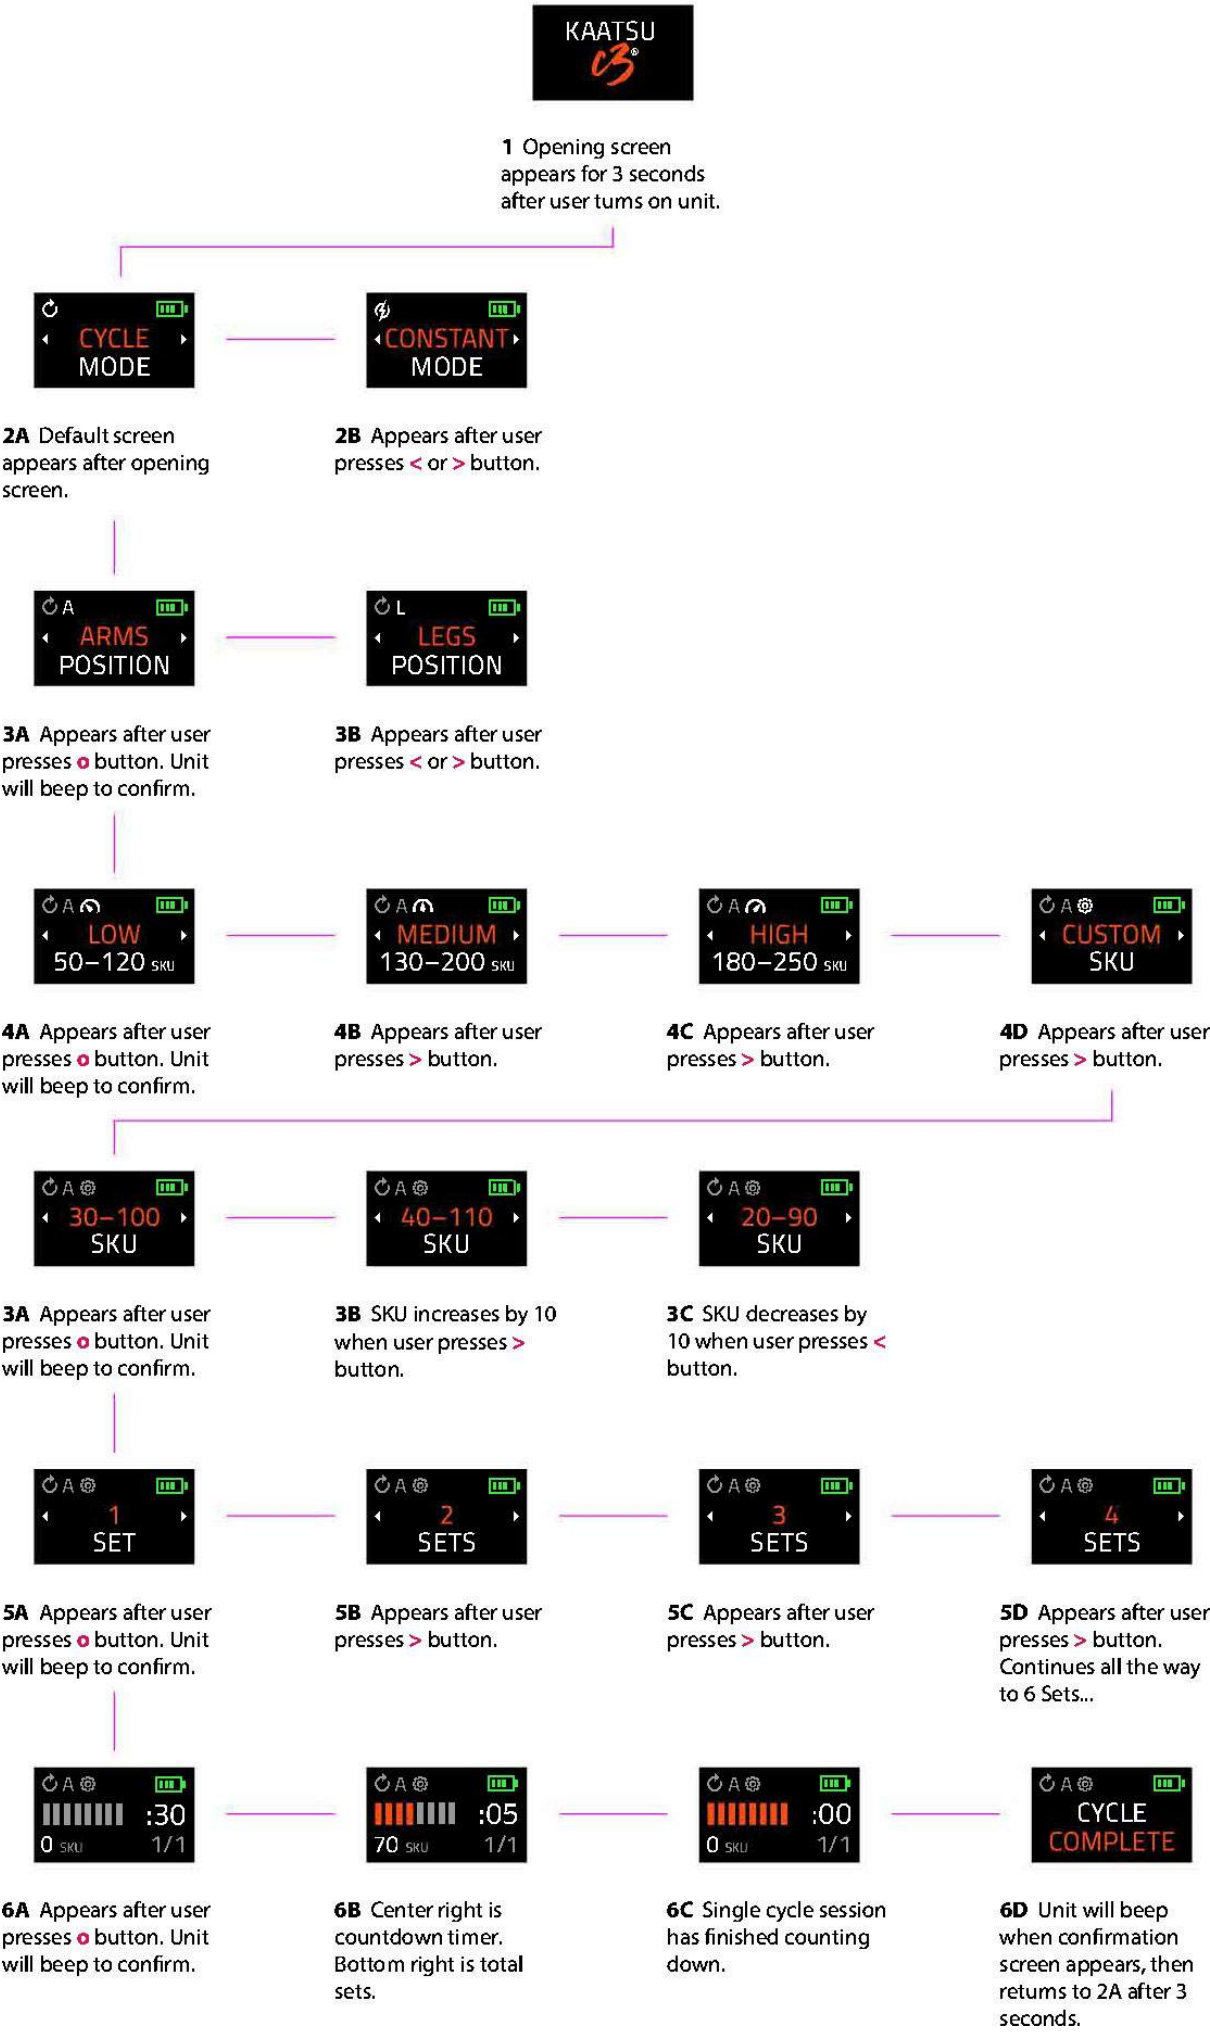 KAATSU
C3®
1 Opening screen
appears for 3 seconds
after user turns on unit.
CYCLE
MODE
CONSTANT
MODE
2A Default screen
appears after opening
screen.
2B Appears after user
presses < or > button.
A
ARMS
POSITION
L
LEGS
POSITION
3A Appears after user
presses o button. Unit
will beep to confirm.
3B Appears after user
presses < or > button.
A
LOW
50–120 SKU
A
MEDIUM
130–200 SKU
A
HIGH
180–250 SKU
A
CUSTOM
SKU
4A Appears after user
presses o button. Unit
will beep to confirm.
4B Appears after user
presses > button.
4C Appears after user
presses > button.
4D Appears after user
presses > button.
A
30–100
SKU
A
40–110
SKU
A
20–90
SKU
3A Appears after user
presses o button. Unit
will beep to confirm.
3B SKU increases by 10
when user presses >
button.
3C SKU decreases by
10 when user presses <
button.
A
1
SET
A
2
SETS
A
3
SETS
A
4
SETS
5A Appears after user
presses o button. Unit
will beep to confirm.
5B Appears after user
presses > button.
5C Appears after user
presses > button.
5D Appears after user
presses > button.
Continues all the way
to 6 Sets...
A
:30
0 SKU 1/1
A
:05
70 SKU 1/1
A
:00
0 SKU 1/1
A
CYCLE
COMPLETE
6A Appears after user
presses o button. Unit
will beep to confirm.
6B Center right is
countdown timer.
Bottom right is total
sets.
6C Single cycle session
has finished counting
down.
6D Unit will beep
when confirmation
screen appears, then
returns to 2A after 3
seconds.